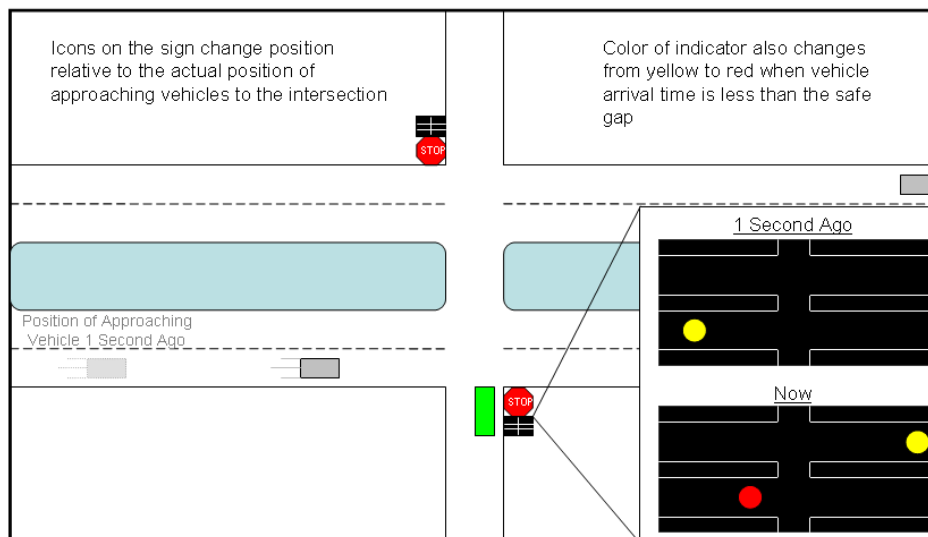 Icons on the sign change position
relative to the actual position of
approaching vehicles to the intersection
Color of indicator also changes
from yellow to red when vehicle
arrival time is less than the safe
gap
STOP
1 Second Ago
Position of Approaching
Vehicle 1 Second Ago
Now
STOP